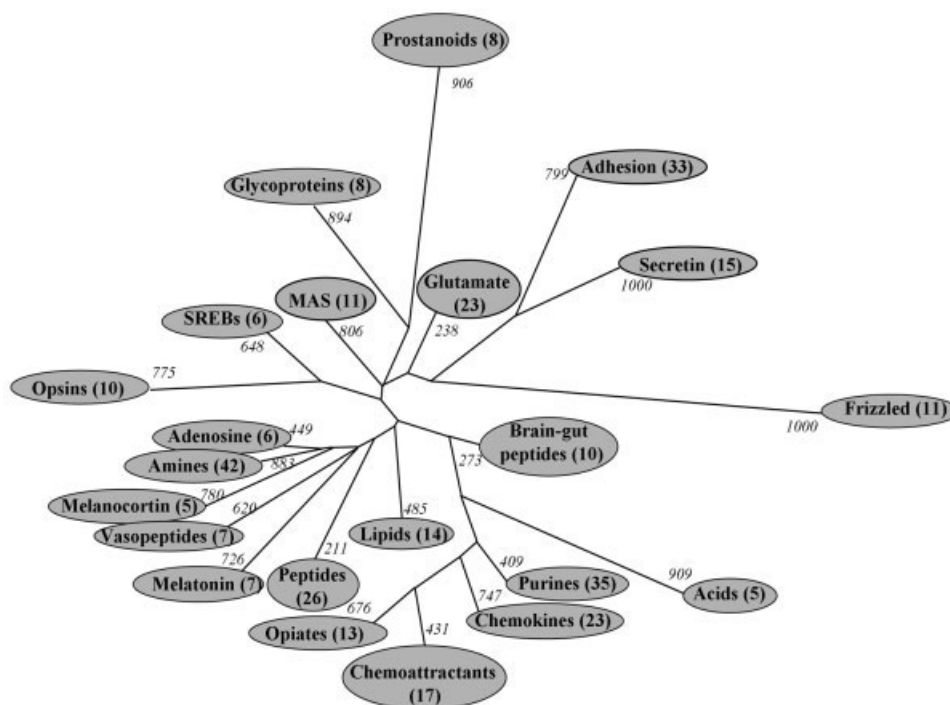 Prostanoids (8)
906
Adhesion (33)
799
Glycoproteins (8)
894
Secretin (15)
1000
Glutamate
(23)
238
MAS (11)
806
SREBs (6)
648
Opsins (10)
775
Frizzled (11)
1000
Adenosine (6)
449
Brain-gut
peptides (10)
273
Amines (42)
883
Melanocortin (5)
780
Vasopeptides (7)
620
Lipids (14)
485
Melatonin (7)
726
Peptides
(26)
211
Purines (35)
409
Acids (5)
909
Chemokines (23)
747
Opiates (13)
676
Chemoattractants
(17)
431